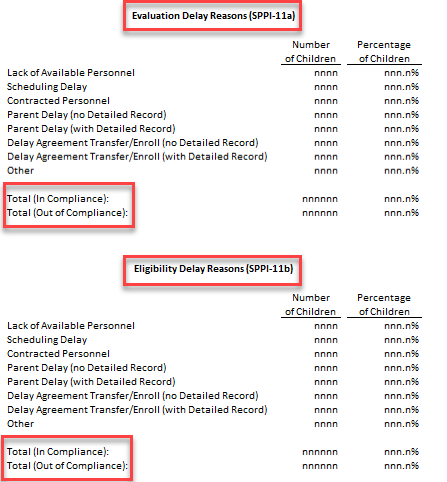 Evaluation Delay Reasons (SPPI-11a)
Number Percentage
of Children of Children
Lack of Available Personnel nnnn nnn.n%
Scheduling Delay nnnn nnn.n%
Contracted Personnel nnnn nnn.n%
Parent Delay (no Detailed Record) nnnn nnn.n%
Parent Delay (with Detailed Record) nnnn nnn.n%
Delay Agreement Transfer/Enroll (no Detailed Record) nnnn nnn.n%
Delay Agreement Transfer/Enroll (with Detailed Record) nnnn nnn.n%
Other nnnn nnn.n%
Total (In Compliance): nnnnnn nnn.n%
Total (Out of Compliance): nnnnnn nnn.n%
Eligibility Delay Reasons (SPPI-11b)
Number Percentage
of Children of Children
Lack of Available Personnel nnnn nnn.n%
Scheduling Delay nnnn nnn.n%
Contracted Personnel nnnn nnn.n%
Parent Delay (no Detailed Record) nnnn nnn.n%
Parent Delay (with Detailed Record) nnnn nnn.n%
Delay Agreement Transfer/Enroll (no Detailed Record) nnnn nnn.n%
Delay Agreement Transfer/Enroll (with Detailed Record) nnnn nnn.n%
Other nnnn nnn.n%
Total (In Compliance): nnnnnn nnn.n%
Total (Out of Compliance): nnnnnn nnn.n%